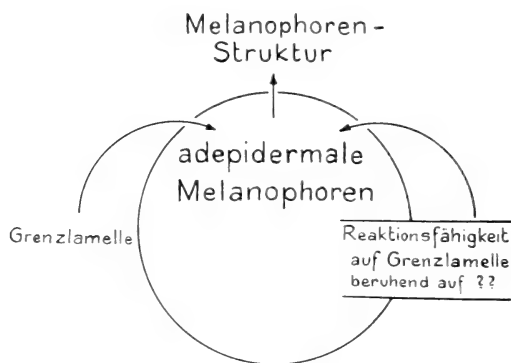 Melanophoren-
Struktur
adepidermale
Melanophoren
Grenzlamelle
Reaktionsfähigkeit
auf Grenzlamelle
beruhend auf ??